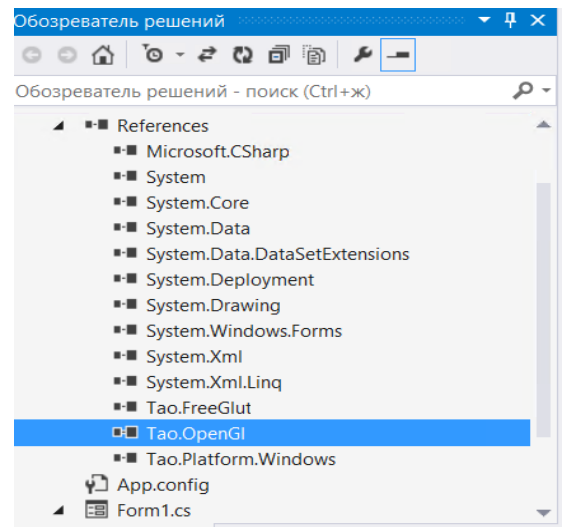 Обозреватель решений
Обозреватель решений - поиск (Ctrl+ж)
References
Microsoft.CSharp
System
System.Core
System.Data
System.Data.DataSetExtensions
System.Deployment
System.Drawing
System.Windows.Forms
System.Xml
System.Xml.Linq
Tao.FreeGlut
Tao.OpenGl
Tao.Platform.Windows
App.config
Form1.cs